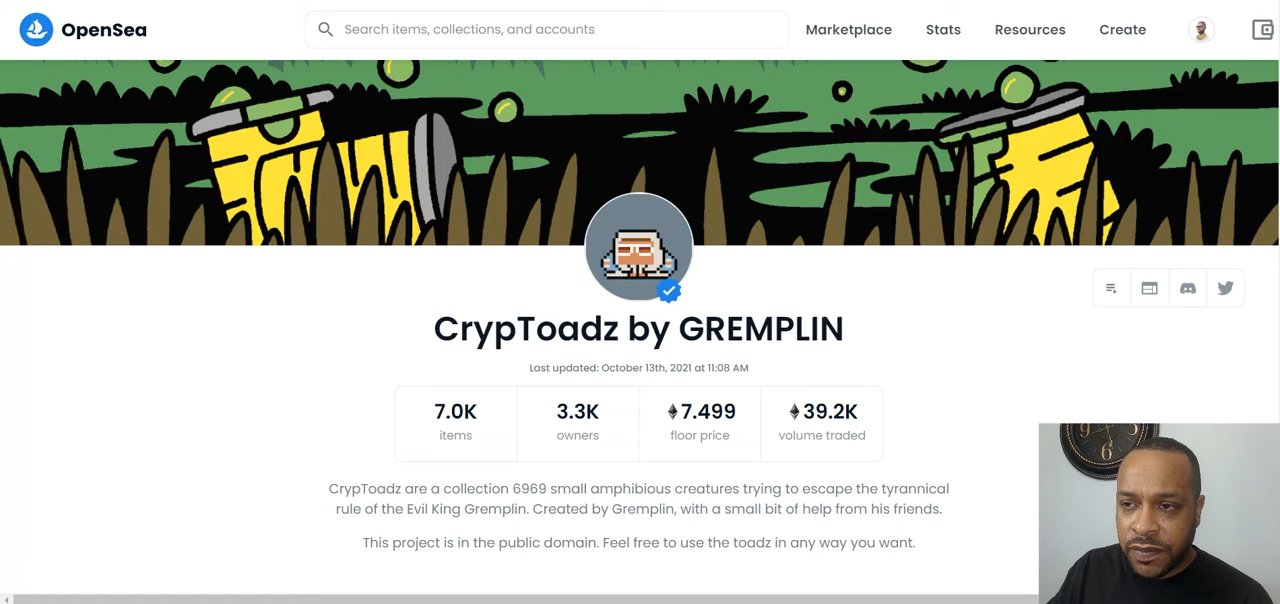 OpenSea
Search items, collections, and accounts
Marketplace
Stats
Resources
Create
CrypToadz by GREMPLIN
Last updated: October 13th, 2021 at 11:08 AM
7.0K
items
3.3K
owners
7.499
floor price
39.2K
volume traded
CrypToadz are a collection 6969 small amphibious creatures trying to escape the tyrannical
rule of the Evil King Gremplin. Created by Gremplin, with a small bit of help from his friends.
This project is in the public domain. Feel free to use the toadz in any way you want.